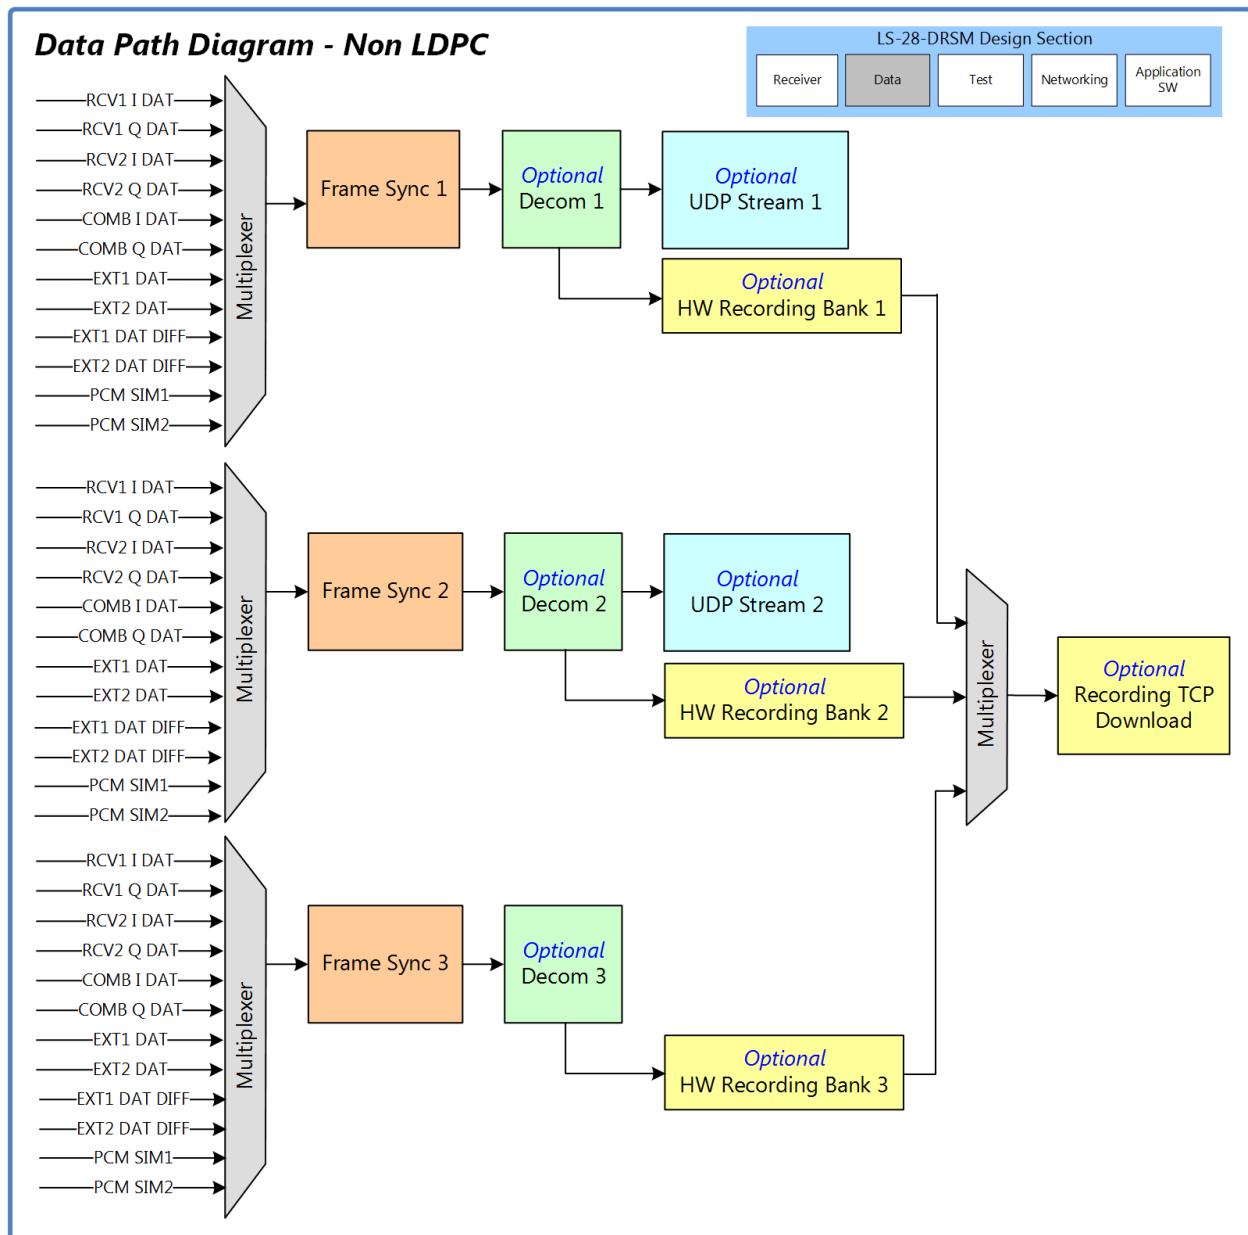 Data Path Diagram - Non LDPC
LS-28-DRSM Design Section
Receiver
Data
Test
Networking
Application
SW
RCV1 I DAT
RCV1 Q DAT
RCV2 I DAT
RCV2 Q DAT
COMB I DAT
COMB Q DAT
EXT1 DAT
EXT2 DAT
EXT1 DAT DIFF
EXT2 DAT DIFF
PCM SIM1
PCM SIM2
Multiplexer
Frame Sync 1
Optional
Decom 1
Optional
UDP Stream 1
Optional
HW Recording Bank 1
RCV1 I DAT
RCV1 Q DAT
RCV2 I DAT
RCV2 Q DAT
COMB I DAT
COMB Q DAT
EXT1 DAT
EXT2 DAT
EXT1 DAT DIFF
EXT2 DAT DIFF
PCM SIM1
PCM SIM2
Multiplexer
Frame Sync 2
Optional
Decom 2
Optional
UDP Stream 2
Optional
HW Recording Bank 2
Multiplexer
Optional
Recording TCP
Download
RCV1 I DAT
RCV1 Q DAT
RCV2 I DAT
RCV2 Q DAT
COMB I DAT
COMB Q DAT
EXT1 DAT
EXT2 DAT
EXT1 DAT DIFF
EXT2 DAT DIFF
PCM SIM1
PCM SIM2
Multiplexer
Frame Sync 3
Optional
Decom 3
Optional
HW Recording Bank 3